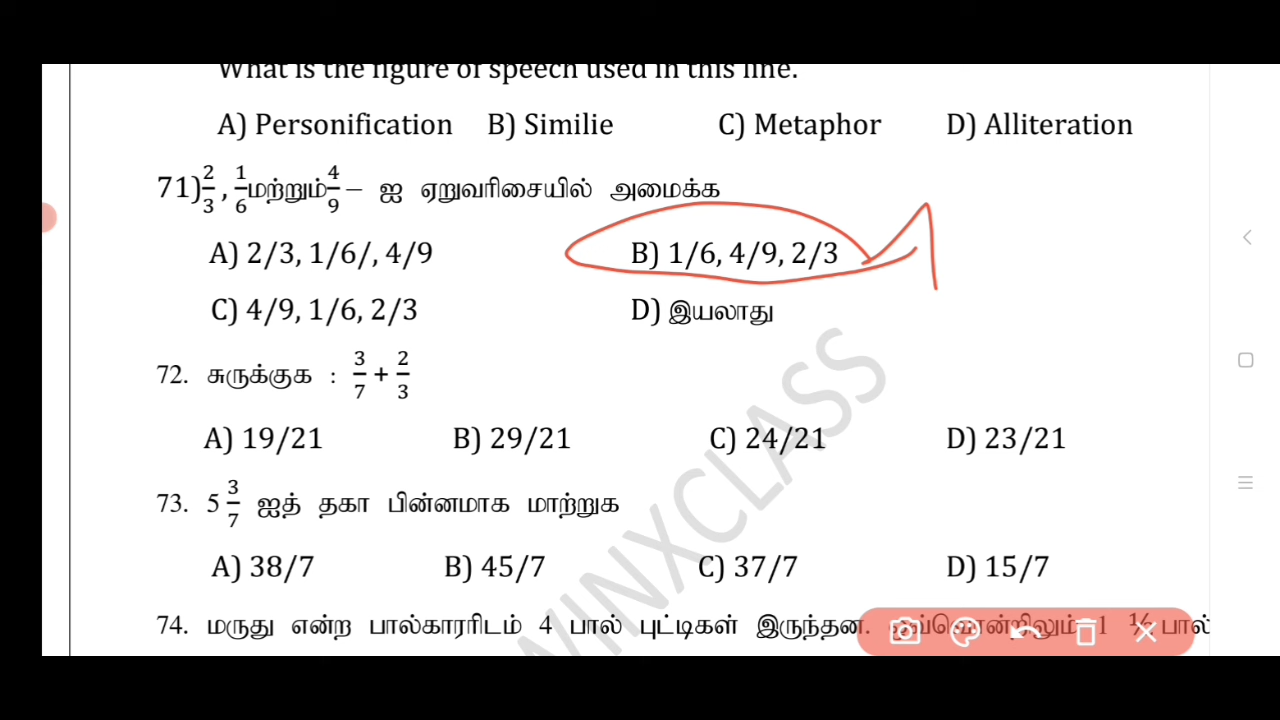 What is the figure of speech used in this line.
A) Personification B) Similie C) Metaphor D) Alliteration
71) 2/3 , 1/6 மற்றும் 4/9 – ஐ ஏறுவரிசையில் அமைக்க
A) 2/3, 1/6/, 4/9 B) 1/6, 4/9, 2/3
C) 4/9, 1/6, 2/3 D) இயலாது
72. சுருக்குக : 3/7 + 2/3
A) 19/21 B) 29/21 C) 24/21 D) 23/21
73. 5 3/7 ஐத் தகா பின்னமாக மாற்றுக
A) 38/7 B) 45/7 C) 37/7 D) 15/7
74. மருது என்ற பால்காரரிடம் 4 பால் புட்டிகள் இருந்தன. ஒவ்வொன்றிலும் 1 பால்
WINXCLASS